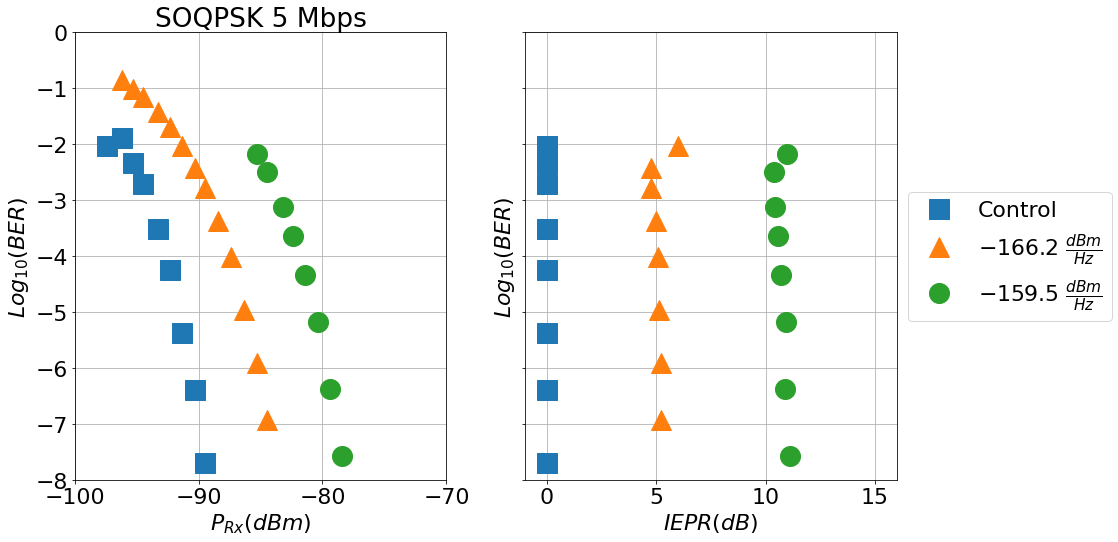 SOQPSK 5 Mbps
0
−1
−2
−3
−4
−5
−6
−7
−8
Log10(BER)
−100 −90 −80 −70
PRx(dBm)
Log10(BER)
0 5 10 15
IEPR(dB)
Control
−166.2 dBm/Hz
−159.5 dBm/Hz